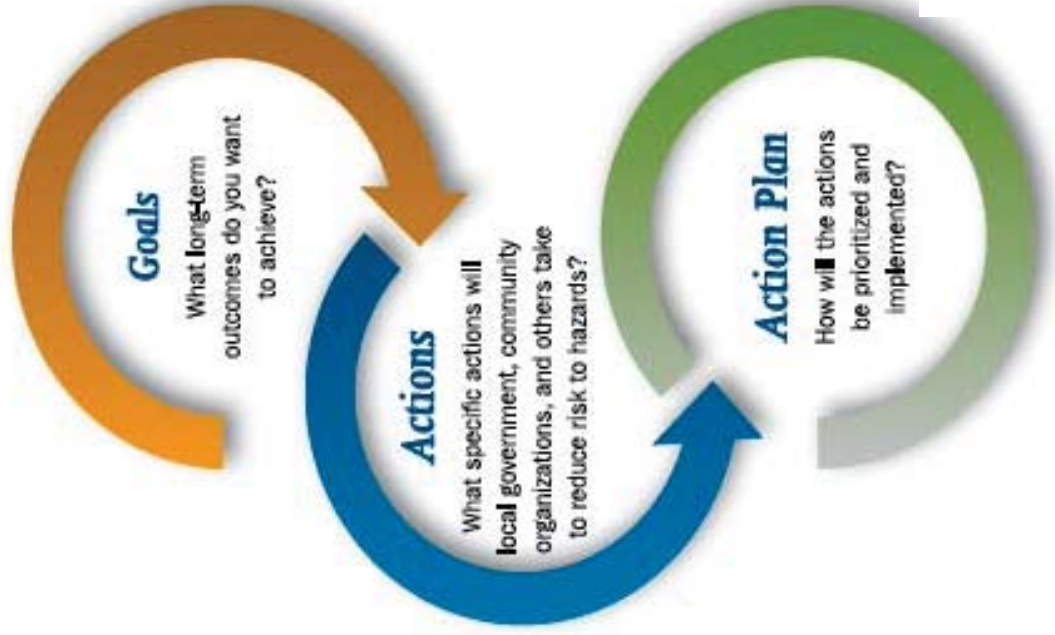 Goals
What long-term
outcomes do you want
to achieve?
Actions
What specific actions will
local government, community
organizations, and others take
to reduce risk to hazards?
Action Plan
How will the actions
be prioritized and
implemented?